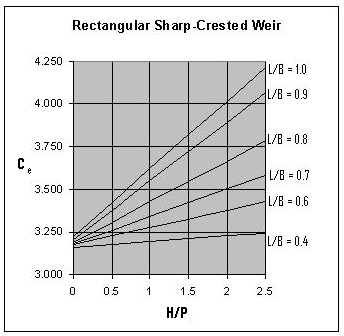 Rectangular Sharp-Crested Weir
4.250
4.000
3.750
3.500
3.250
3.000
C e
L/B = 1.0
L/B = 0.9
L/B = 0.8
L/B = 0.7
L/B = 0.6
L/B = 0.4
0 0.5 1 1.5 2 2.5
H/P